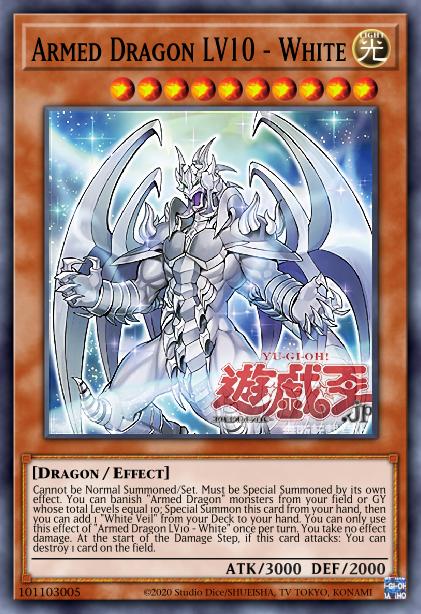 Armed Dragon LV10 - White
LIGHT
光
YU-GI-OH!
遊戯王
.jp
[Dragon / Effect]
Cannot be Normal Summoned/Set. Must be Special Summoned by its own
effect. You can banish "Armed Dragon" monsters from your field or GY
whose total Levels equal 10; Special Summon this card from your hand, then
you can add 1 "White Veil" from your Deck to your hand. You can only use
this effect of "Armed Dragon LV10 - White" once per turn. You take no effect
damage. At the start of the Damage Step, if this card attacks: You can
destroy 1 card on the field.
ATK/3000 DEF/2000
101103005
©2020 Studio Dice/SHUEISHA, TV TOKYO, KONAMI